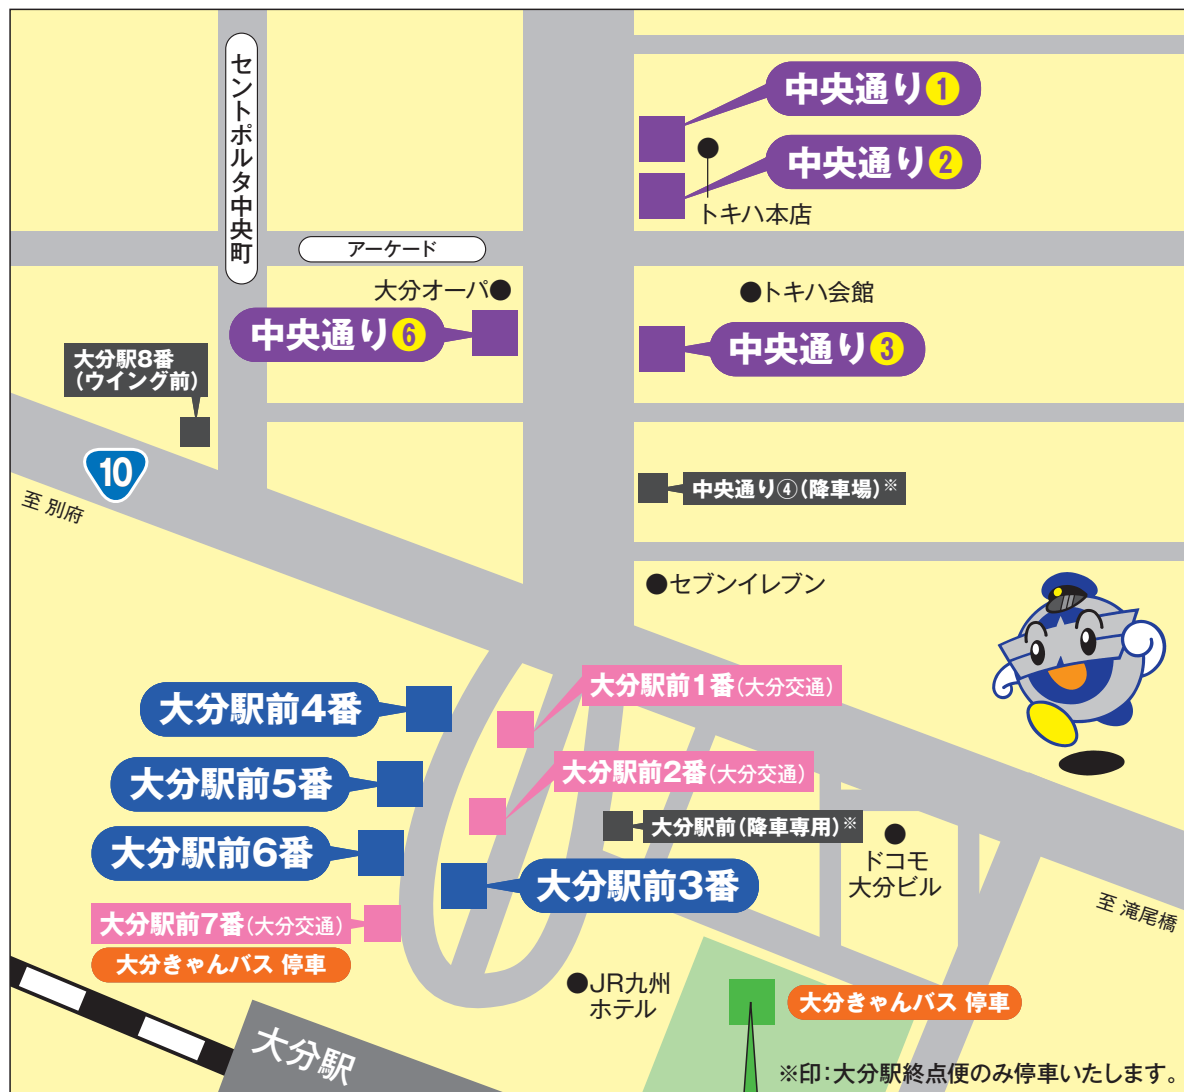 中央通り①
セントポルタ中央町
中央通り②
トキハ本店
アーケード
大分オーパ
トキハ会館
中央通り⑥
中央通り③
大分駅8番
(ウイング前)
10
中央通り④(降車場)※
至 別府
セブンイレブン
大分駅前1番(大分交通)
大分駅前4番
大分駅前2番(大分交通)
大分駅前5番
大分駅前(降車専用)※
大分駅前6番
ドコモ
大分ビル
大分駅前3番
至 滝尾橋
大分駅前7番(大分交通)
大分きゃんバス 停車
JR九州
ホテル
大分きゃんバス 停車
大分駅
※印:大分駅終点便のみ停車いたします。